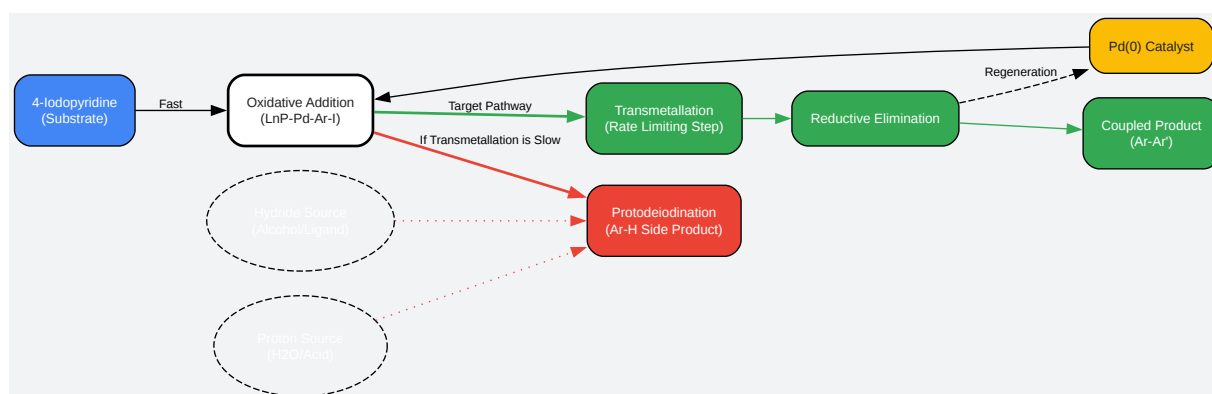 4-Iodopyridine
(Substrate)
Fast
Oxidative Addition
(LnP-Pd-Ar-I)
Target Pathway
If Transmetallation is Slow
Transmetallation
(Rate Limiting Step)
Reductive Elimination
Regeneration
Pd(0) Catalyst
Coupled Product
(Ar-Ar')
Hydride Source
(Alcohol/Ligand)
Protodeiodination
(Ar-H Side Product)
Proton Source
(H2O/Acid)